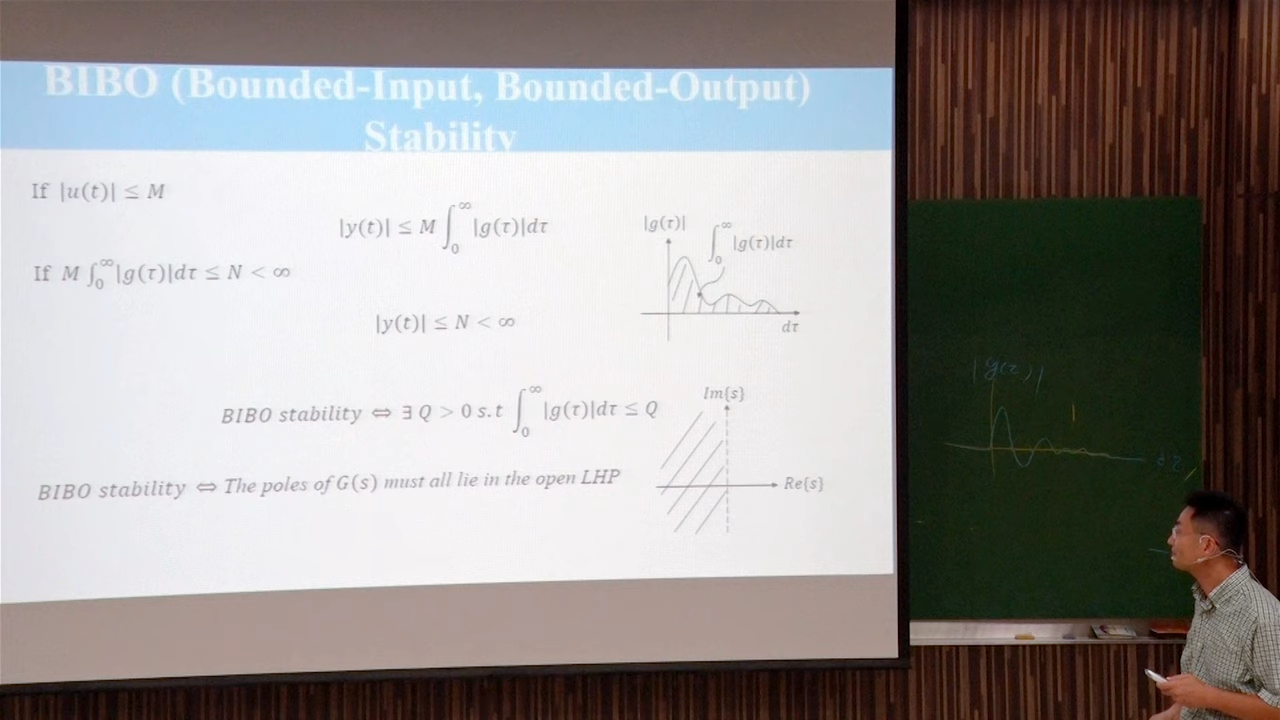 BIBO (Bounded-Input, Bounded-Output)
Stability
If |u(t)| ≤ M
|y(t)| ≤ M ∫₀^∞ |g(τ)|dτ
If M ∫₀^∞|g(τ)|dτ ≤ N < ∞
|y(t)| ≤ N < ∞
|g(τ)|
∫₀^∞ |g(τ)|dτ
dτ
BIBO stability ⇔ ∃ Q > 0 s.t ∫₀^∞ |g(τ)|dτ ≤ Q
BIBO stability ⇔ The poles of G(s) must all lie in the open LHP
Im{s}
Re{s}
|g(τ)|
dτ